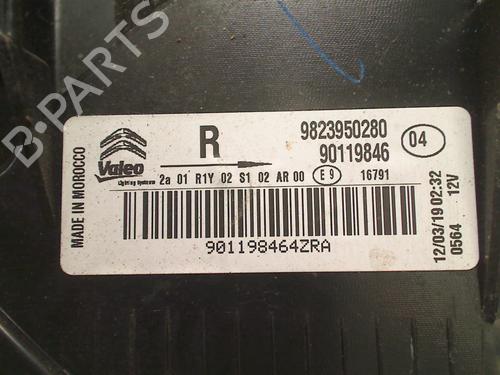 R
9823950280
90119846
04
Valeo
Lighting Systems
2a 01 R1Y 02 S1 02 AR 00 E 9 16791
901198464ZRA
MADE IN MOROCCO
12/03/19 02:32
0564 12V
B-PARTS